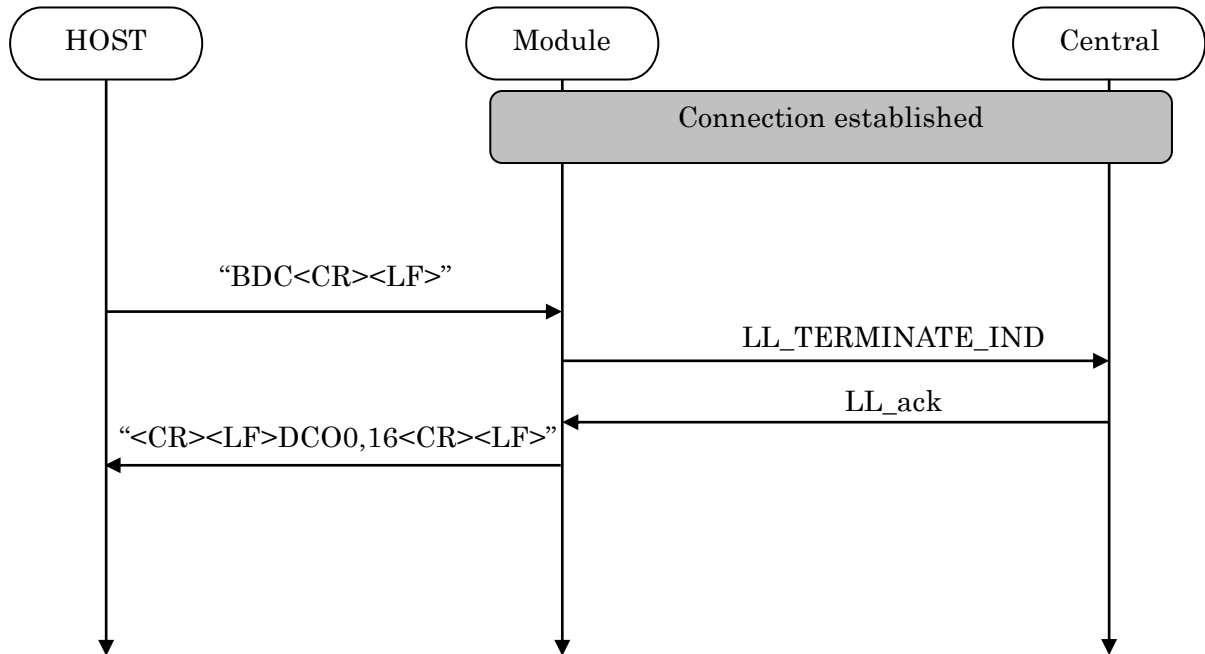 HOST
Module
Central
Connection established
“BDC<CR><LF>”
LL_TERMINATE_IND
LL_ack
“<CR><LF>DCO0,16<CR><LF>”